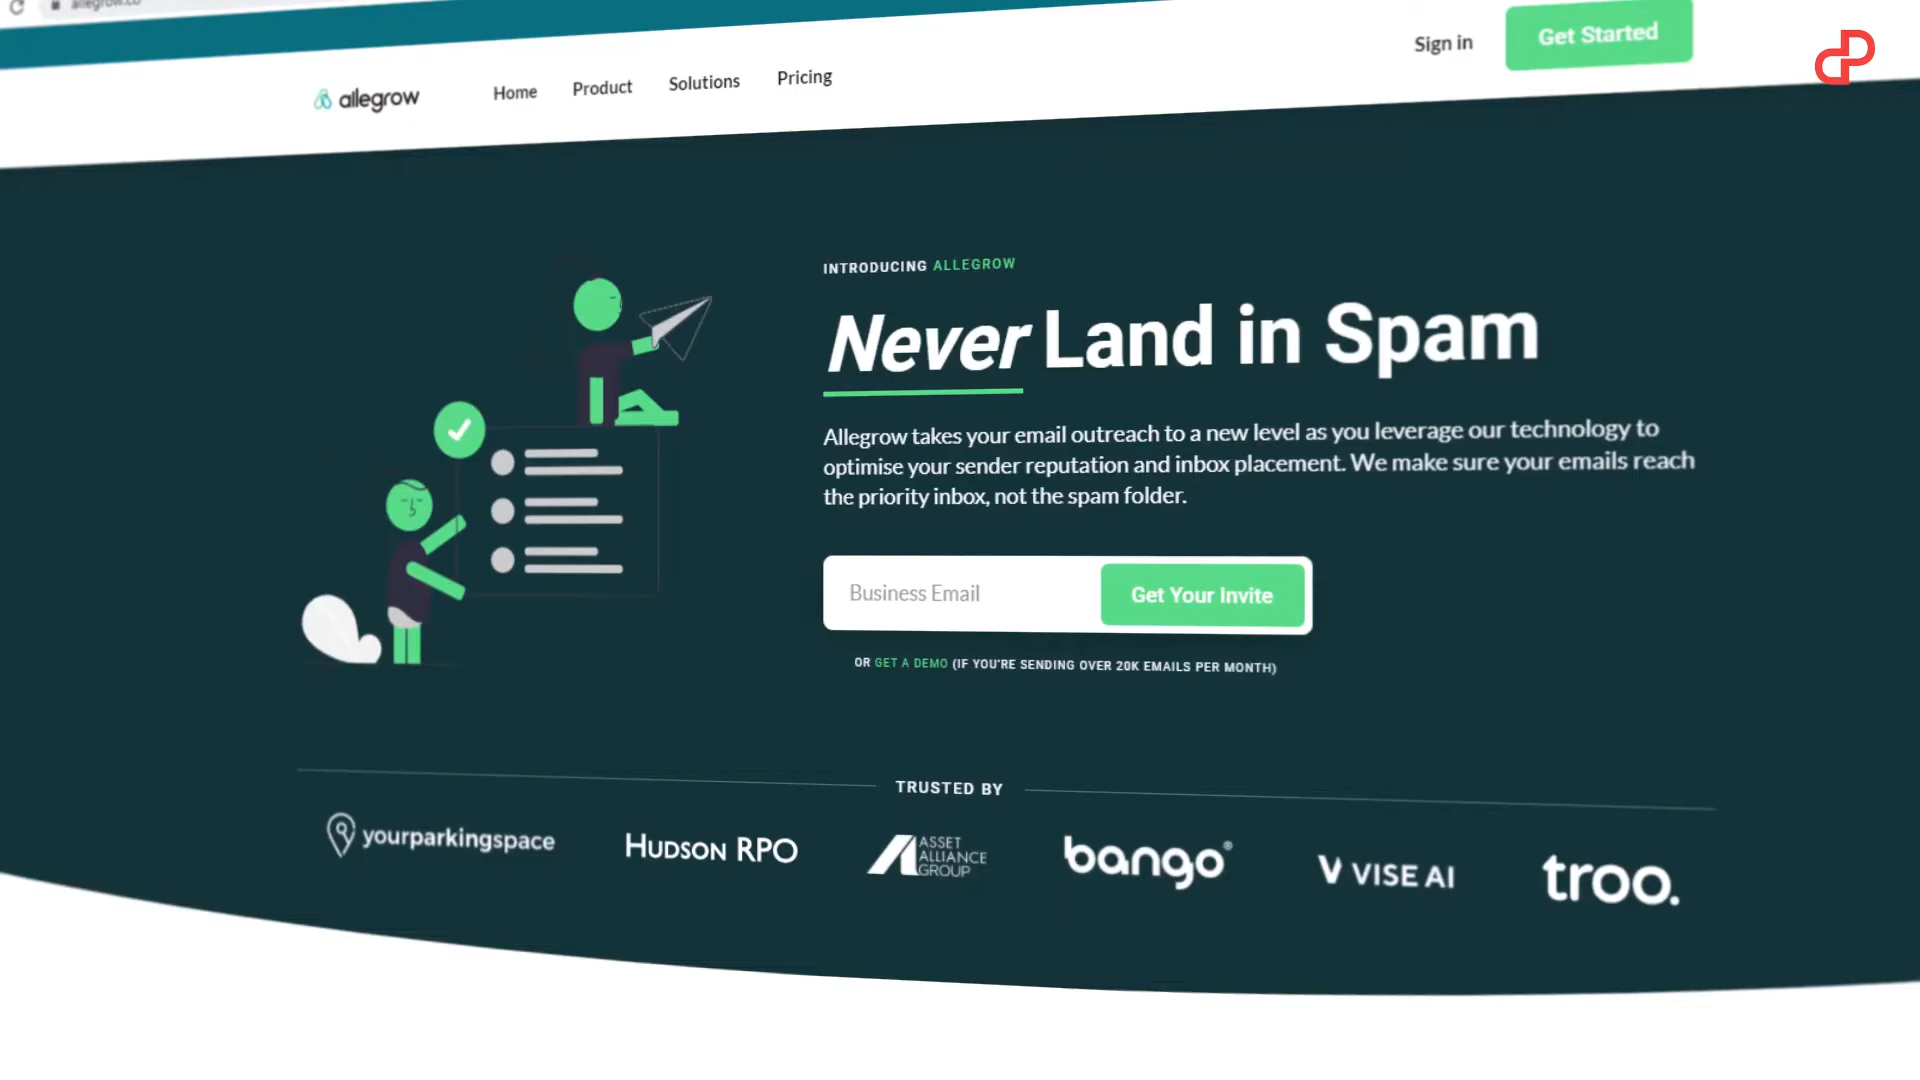 allegrow.co
allegrow
Home
Product
Solutions
Pricing
Sign in
Get Started
INTRODUCING ALLEGROW
Never Land in Spam
Allegrow takes your email outreach to a new level as you leverage our technology to
optimise your sender reputation and inbox placement. We make sure your emails reach
the priority inbox, not the spam folder.
Business Email
Get Your Invite
OR GET A DEMO (IF YOU'RE SENDING OVER 20K EMAILS PER MONTH)
TRUSTED BY
yourparkingspace
HUDSON RPO
ASSET
ALLIANCE
GROUP
bango®
VISE AI
troo.